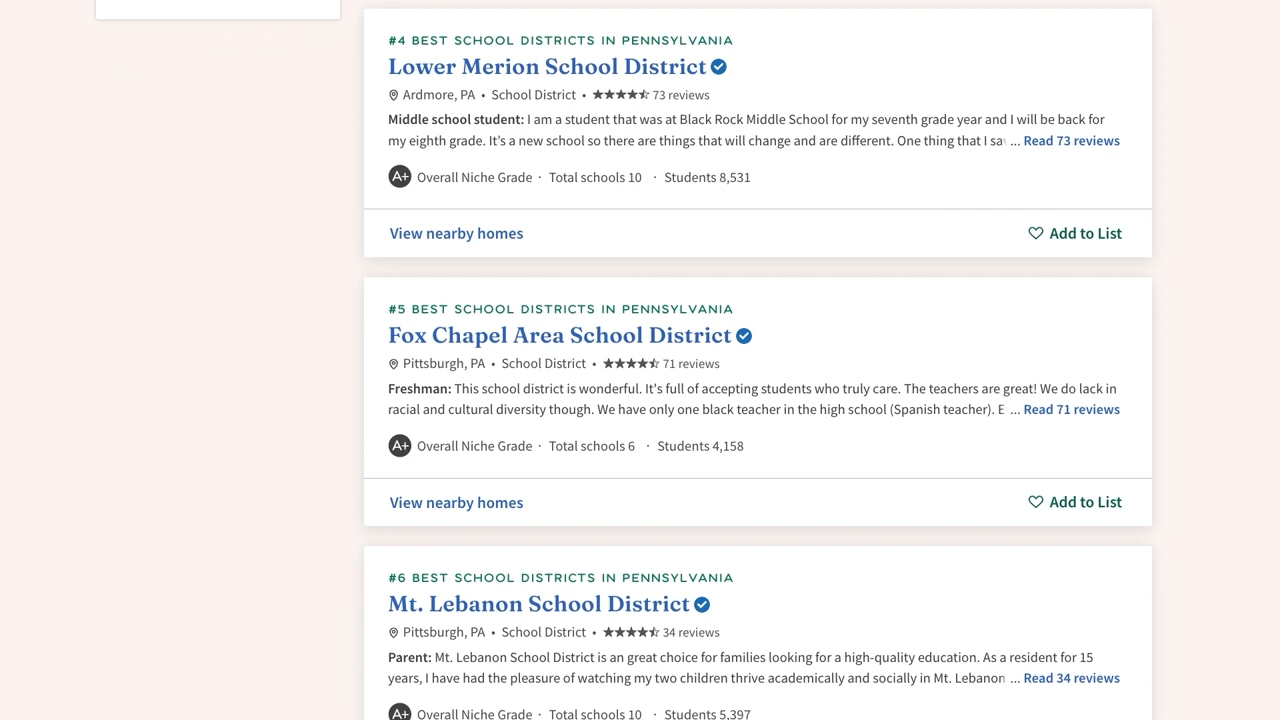 #4 BEST SCHOOL DISTRICTS IN PENNSYLVANIA
Lower Merion School District
Ardmore, PA • School District • 73 reviews
Middle school student: I am a student that was at Black Rock Middle School for my seventh grade year and I will be back for
my eighth grade. It’s a new school so there are things that will change and are different. One thing that I ... Read 73 reviews
A+ Overall Niche Grade · Total schools 10 · Students 8,531
View nearby homes Add to List
#5 BEST SCHOOL DISTRICTS IN PENNSYLVANIA
Fox Chapel Area School District
Pittsburgh, PA • School District • 71 reviews
Freshman: This school district is wonderful. It's full of accepting students who truly care. The teachers are great! We do lack in
racial and cultural diversity though. We have only one black teacher in the high school (Spanish teacher). E ... Read 71 reviews
A+ Overall Niche Grade · Total schools 6 · Students 4,158
View nearby homes Add to List
#6 BEST SCHOOL DISTRICTS IN PENNSYLVANIA
Mt. Lebanon School District
Pittsburgh, PA • School District • 34 reviews
Parent: Mt. Lebanon School District is an great choice for families looking for a high-quality education. As a resident for 15
years, I have had the pleasure of watching my two children thrive academically and socially in Mt. Lebanon ... Read 34 reviews
A+ Overall Niche Grade · Total schools 10 · Students 5,397